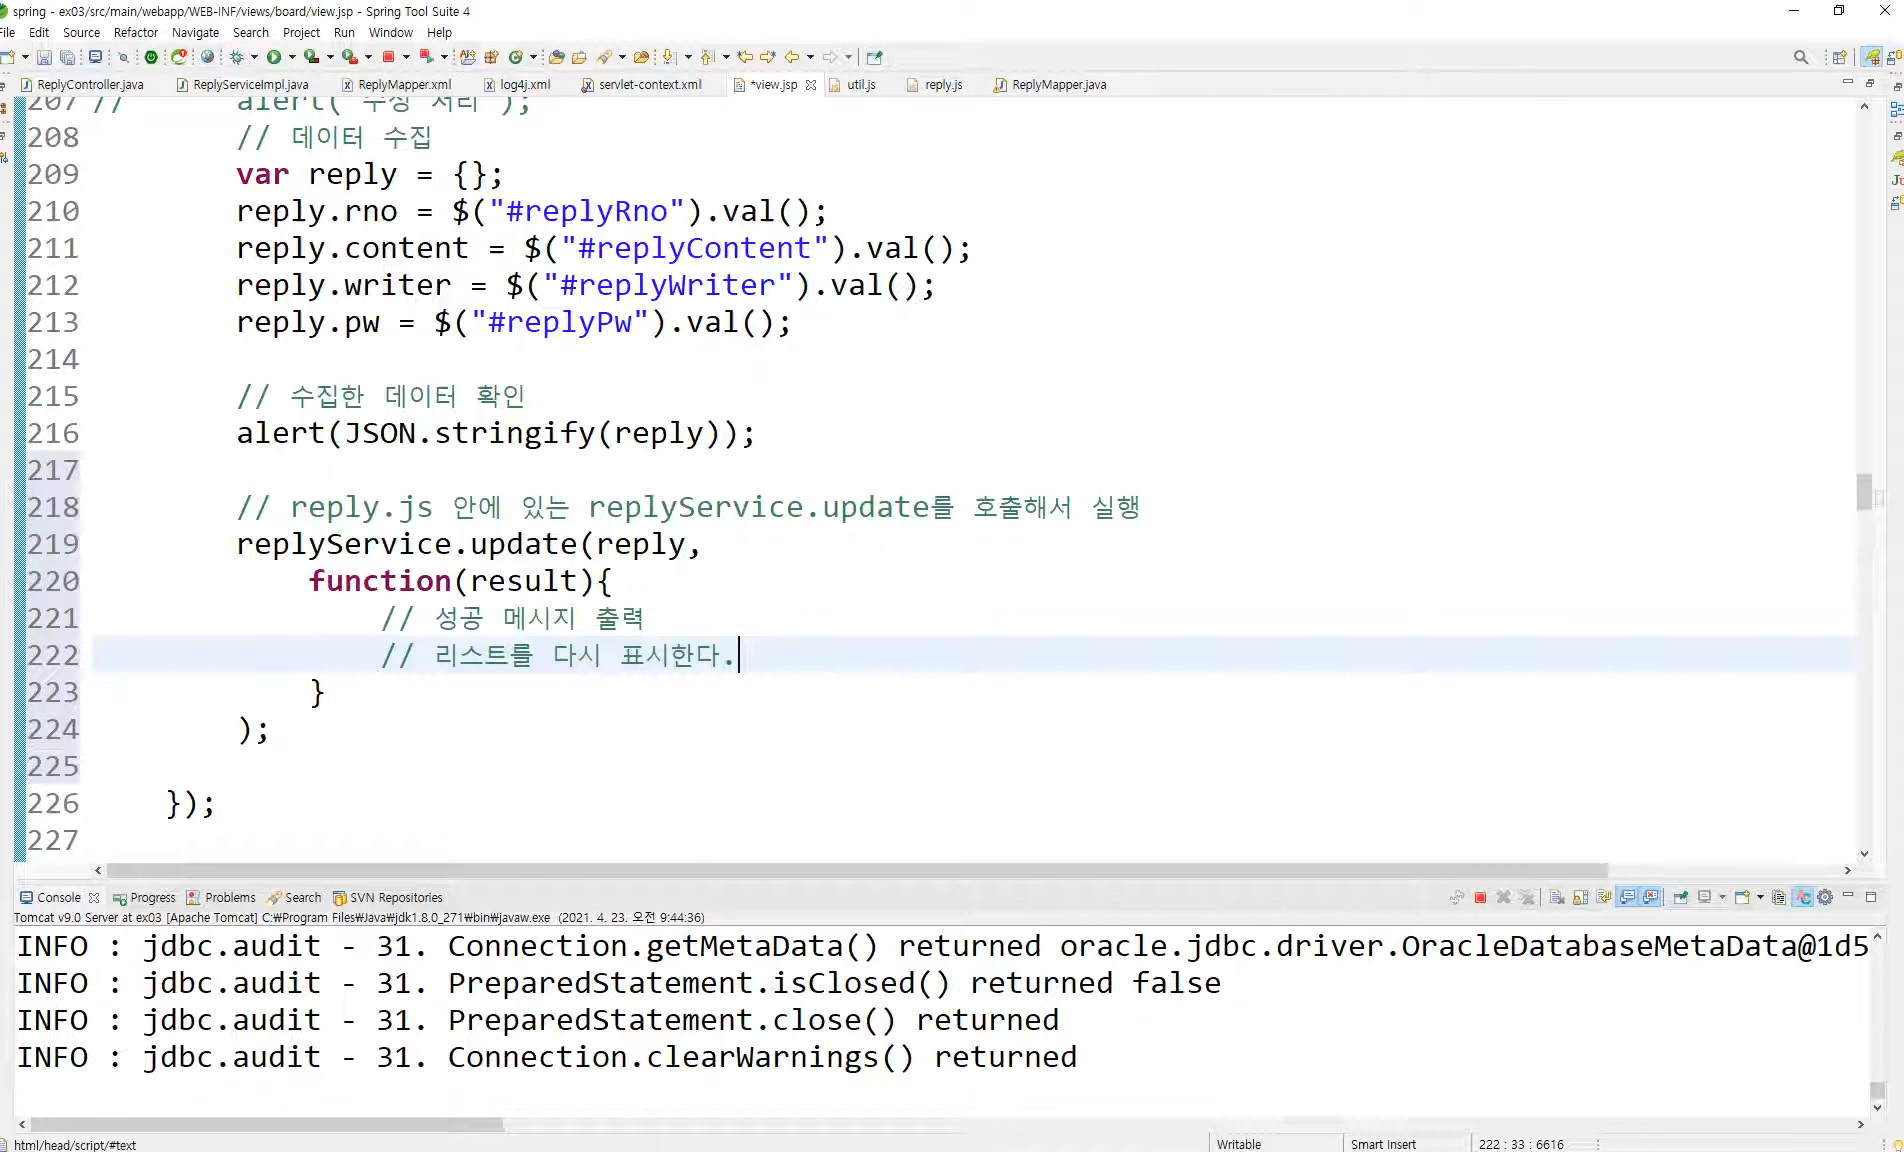 spring - ex03/src/main/webapp/WEB-INF/views/board/view.jsp - Spring Tool Suite 4
File Edit Source Refactor Navigate Search Project Run Window Help
ReplyController.java ReplyServiceImpl.java ReplyMapper.xml log4j.xml servlet-context.xml *view.jsp util.js reply.js ReplyMapper.java
207 // alert("수정 처리");
208 // 데이터 수집
209 var reply = {};
210 reply.rno = $("#replyRno").val();
211 reply.content = $("#replyContent").val();
212 reply.writer = $("#replyWriter").val();
213 reply.pw = $("#replyPw").val();
214
215 // 수집한 데이터 확인
216 alert(JSON.stringify(reply));
217
218 // reply.js 안에 있는 replyService.update를 호출해서 실행
219 replyService.update(reply,
220 function(result){
221 // 성공 메시지 출력
222 // 리스트를 다시 표시한다.
223 }
224 );
225
226 });
227
Console Progress Problems Search SVN Repositories
Tomcat v9.0 Server at ex03 [Apache Tomcat] C:₩Program Files₩Java₩jdk1.8.0_271₩bin₩javaw.exe (2021. 4. 23. 오전 9:44:36)
INFO : jdbc.audit - 31. Connection.getMetaData() returned oracle.jdbc.driver.OracleDatabaseMetaData@1d5
INFO : jdbc.audit - 31. PreparedStatement.isClosed() returned false
INFO : jdbc.audit - 31. PreparedStatement.close() returned
INFO : jdbc.audit - 31. Connection.clearWarnings() returned
html/head/script/#text Writable Smart Insert 222 : 33 : 6616